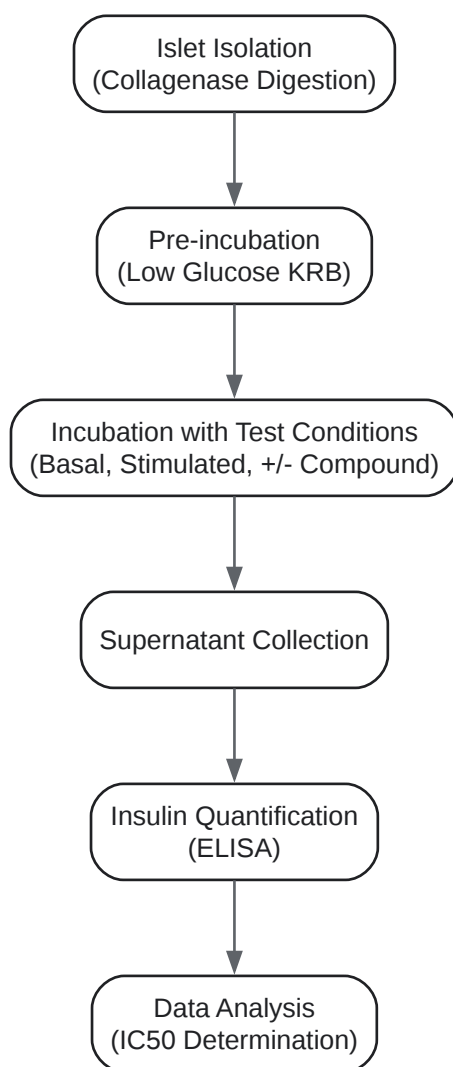 Islet Isolation
(Collagenase Digestion)
Pre-incubation
(Low Glucose KRB)
Incubation with Test Conditions
(Basal, Stimulated, +/- Compound)
Supernatant Collection
Insulin Quantification
(ELISA)
Data Analysis
(IC50 Determination)